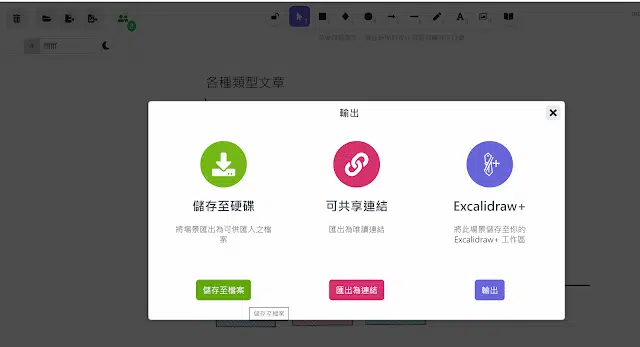 各種類型文章
輸出
儲存至硬碟
將場景匯出為可供匯入之檔
案
儲存至檔案
可共享連結
匯出為唯讀連結
匯出為連結
Excalidraw+
將此場景儲存至你的
Excalidraw+ 工作區
輸出
儲存至檔案